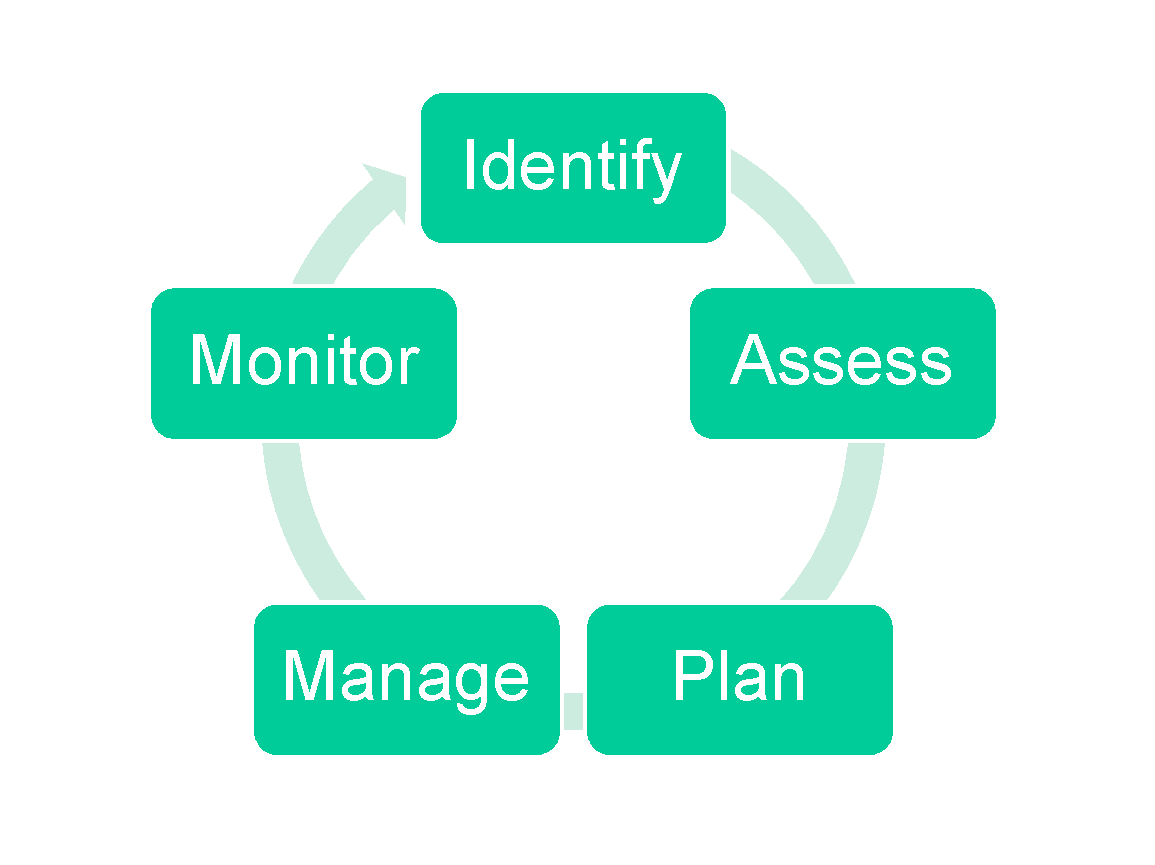 Identify
Assess
Plan
Manage
Monitor